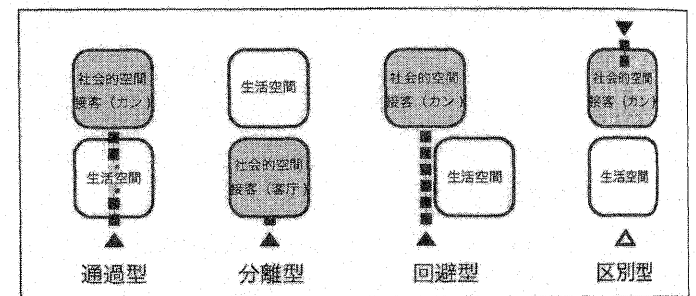 社会的空間
接客（カン）
生活空間
通過型
生活空間
社会的空間
接客（客庁）
分離型
社会的空間
接客（カン）
生活空間
回避型
社会的空間
接客（カン）
生活空間
区別型